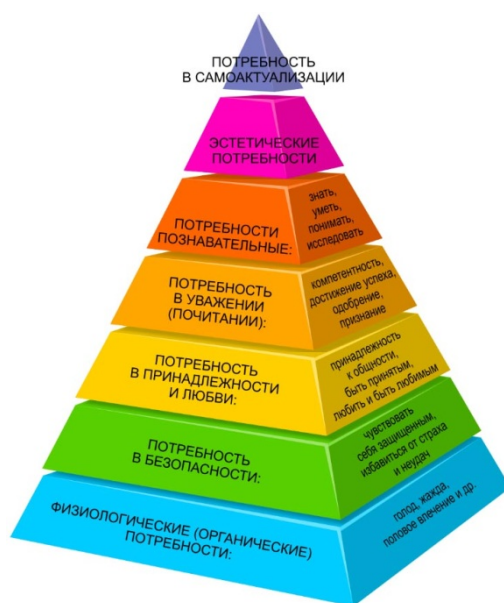 ПОТРЕБНОСТЬ
В САМОАКТУАЛИЗАЦИИ
ЭСТЕТИЧЕСКИЕ
ПОТРЕБНОСТИ
ПОТРЕБНОСТИ
ПОЗНАВАТЕЛЬНЫЕ:
знать,
уметь,
понимать,
исследовать
ПОТРЕБНОСТЬ
В УВАЖЕНИИ
(ПОЧИТАНИИ):
компетентность,
достижение успеха,
одобрение,
признание
ПОТРЕБНОСТЬ
В ПРИНАДЛЕЖНОСТИ
И ЛЮБВИ:
принадлежность
к общности,
быть принятым,
любить и быть любимым
ПОТРЕБНОСТЬ
В БЕЗОПАСНОСТИ:
чувствовать
себя защищенным,
избавиться от страха
и неудач
ФИЗИОЛОГИЧЕСКИЕ (ОРГАНИЧЕСКИЕ)
ПОТРЕБНОСТИ:
голод, жажда,
половое влечение и др.